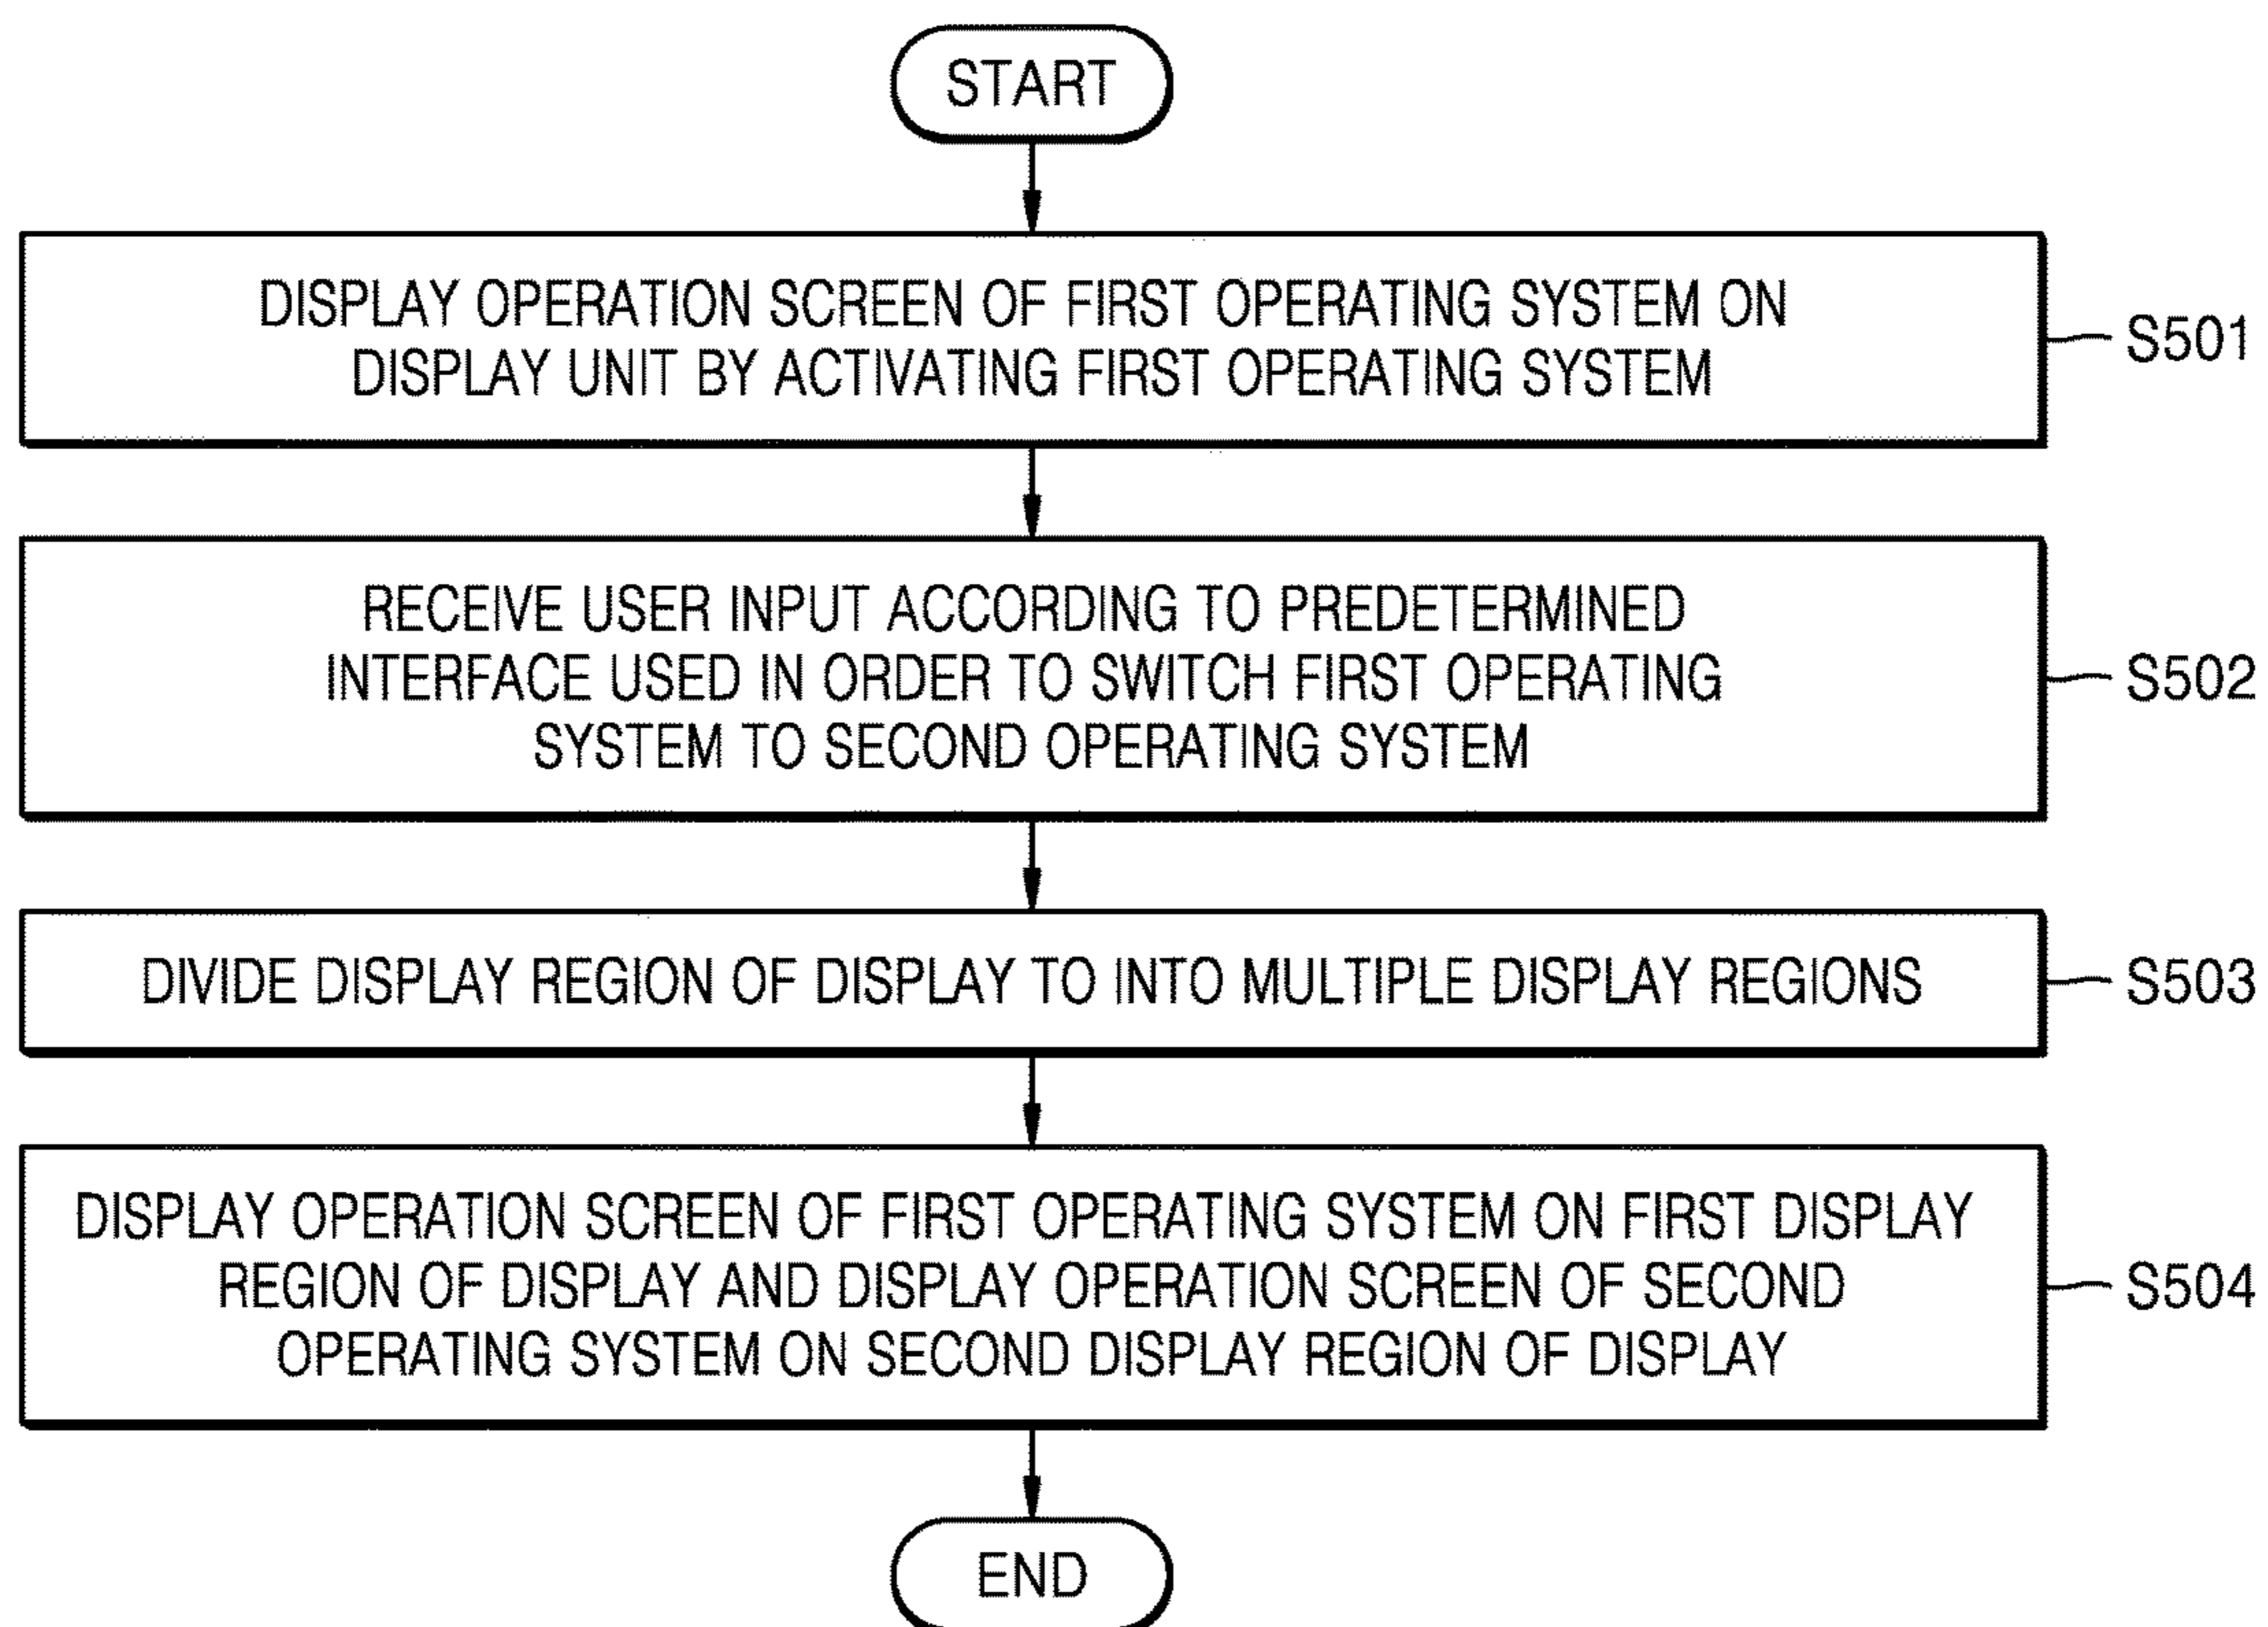 START
DISPLAY OPERATION SCREEN OF FIRST OPERATING SYSTEM ON
DISPLAY UNIT BY ACTIVATING FIRST OPERATING SYSTEM
S501
RECEIVE USER INPUT ACCORDING TO PREDETERMINED
INTERFACE USED IN ORDER TO SWITCH FIRST OPERATING
SYSTEM TO SECOND OPERATING SYSTEM
S502
DIVIDE DISPLAY REGION OF DISPLAY TO INTO MULTIPLE DISPLAY REGIONS
S503
DISPLAY OPERATION SCREEN OF FIRST OPERATING SYSTEM ON FIRST DISPLAY
REGION OF DISPLAY AND DISPLAY OPERATION SCREEN OF SECOND
OPERATING SYSTEM ON SECOND DISPLAY REGION OF DISPLAY
S504
END